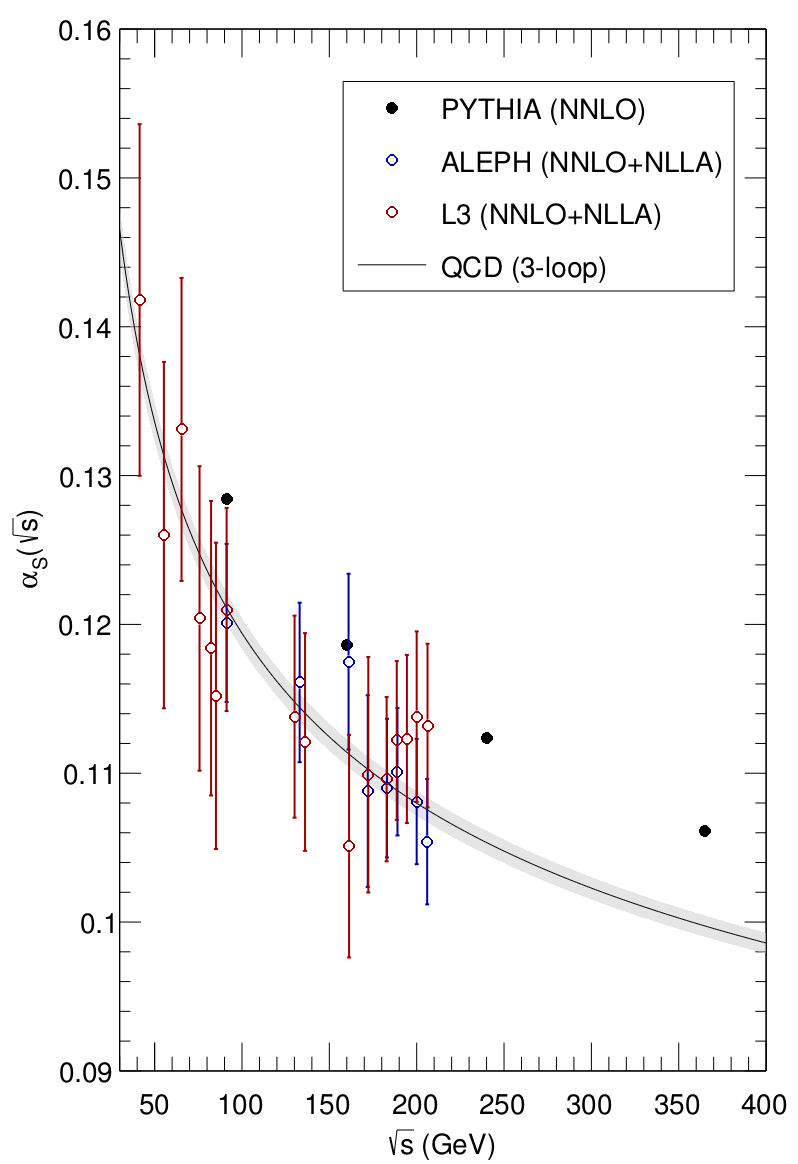 0.16
0.15
0.14
0.13
0.12
0.11
0.1
0.09
αS(√s)
PYTHIA (NNLO)
ALEPH (NNLO+NLLA)
L3 (NNLO+NLLA)
QCD (3-loop)
50 100 150 200 250 300 350 400
√s (GeV)